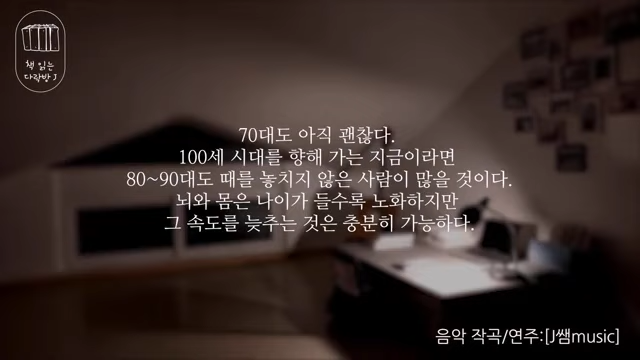 책 읽는
다락방 J
70대도 아직 괜찮다.
100세 시대를 향해 가는 지금이라면
80~90대도 때를 놓치지 않은 사람이 많을 것이다.
뇌와 몸은 나이가 들수록 노화하지만
그 속도를 늦추는 것은 충분히 가능하다.
음악 작곡/연주:[J쌤music]